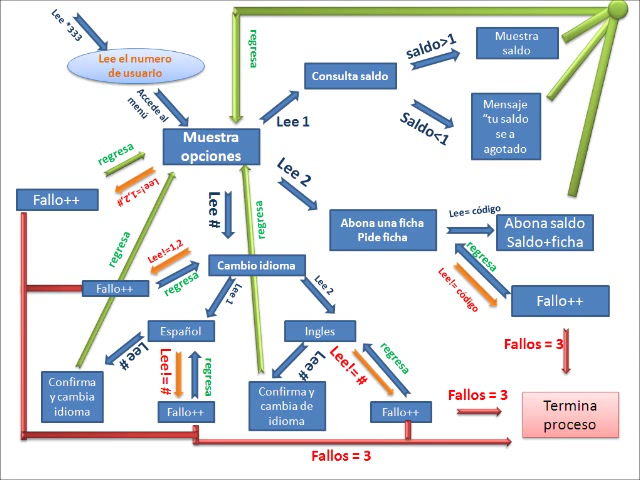 Lee *333
Lee el numero
de usuario
Accede al
menú
regresa
Consulta saldo
saldo>1
Muestra
saldo
Saldo<1
Mensaje
“tu saldo
se a
agotado
Muestra
opciones
Lee 1
regresa
Lee!=1,2,#
Fallo++
Lee #
regresa
Lee 2
Abona una ficha
Pide ficha
Lee= código
Abona saldo
Saldo+ficha
regresa
Lee!= código
Fallo++
regresa
Lee!=1,2
Fallo++
regresa
Cambio idioma
Lee 1
Lee 2
Español
Ingles
Lee #
Lee!= #
regresa
Lee #
Lee!= #
regresa
Confirma
y cambia
idioma
Fallo++
Confirma y
cambia de
idioma
Fallo++
Fallos = 3
Fallos = 3
Termina
proceso
Fallos = 3